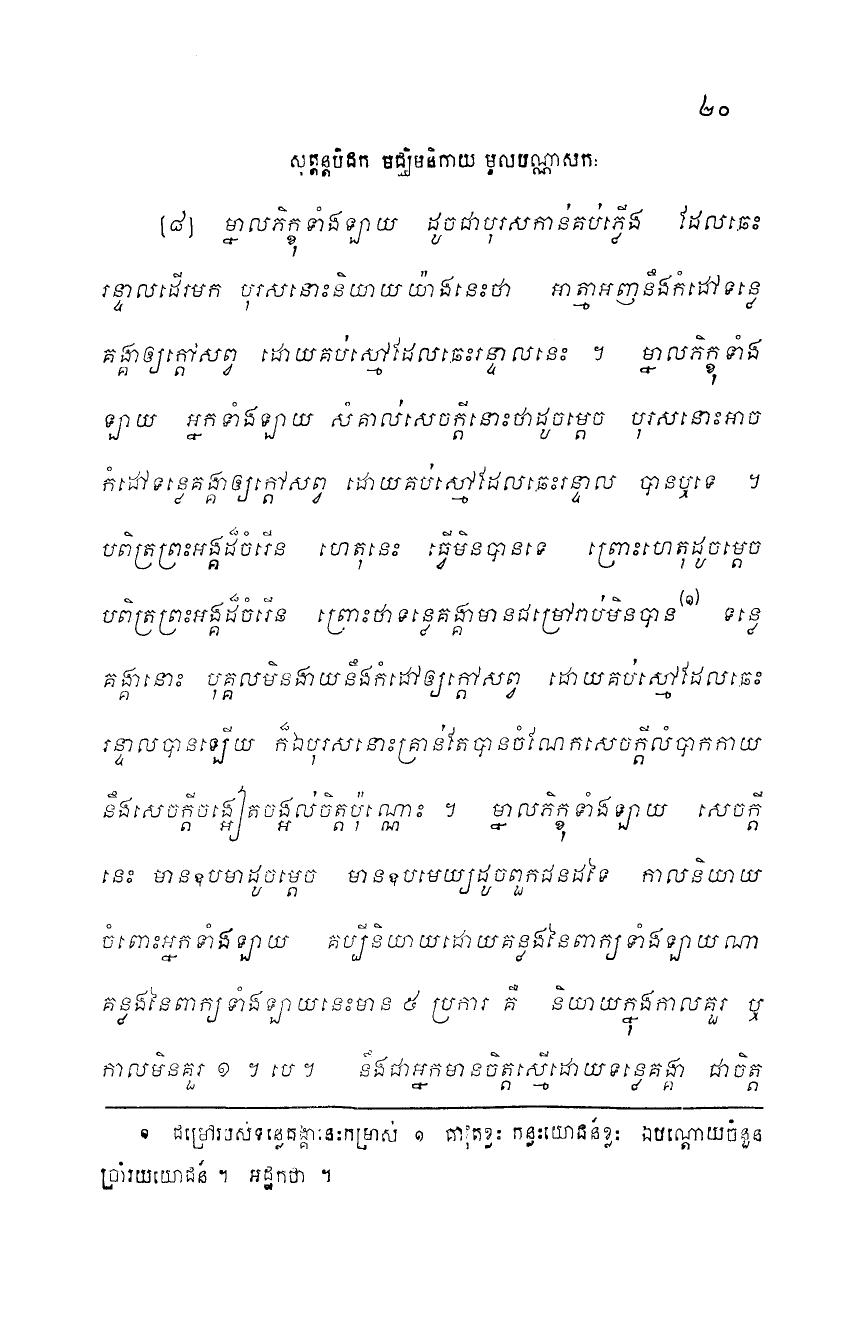 ២០
សុត្តន្តបិដក មជ្ឈិមនិកាយ មូលបណ្ណាសកៈ
[៨] ម្នាលភិក្ខុទាំងឡាយ ដូចជាបុរសកាន់គប់ភ្លើង ដែលឆេះ
រន្ទាលដើរមក បុរសនោះនិយាយយ៉ាងនេះថា អាត្មាអញនឹងកំដៅទន្លេ
គង្គាឲ្យក្តៅសព្វ ដោយគប់ស្មៅដែលឆេះរន្ទាលនេះ ។ ម្នាលភិក្ខុទាំង
ឡាយ អ្នកទាំងឡាយ សំគាល់សេចក្តីនោះថាដូចម្តេច បុរសនោះអាច
កំដៅទន្លេគង្គាឲ្យក្តៅសព្វ ដោយគប់ស្មៅដែលឆេះរន្ទាល បានឬទេ ។
បពិត្រព្រះអង្គដ៏ចំរើន ហេតុនេះ ធ្វើមិនបានទេ ព្រោះហេតុដូចម្តេច
បពិត្រព្រះអង្គដ៏ចំរើន ព្រោះថាទន្លេគង្គាមានជម្រៅរាប់មិនបាន(១) ទន្លេ
គង្គានោះ បុគ្គលមិនងាយនឹងកំដៅឲ្យក្តៅសព្វ ដោយគប់ស្មៅដែលឆេះ
រន្ទាលបានឡើយ ក៏ឯបុរសនោះគ្រាន់តែបានចំណែកសេចក្តីលំបាកកាយ
នឹងសេចក្តីចង្អៀតចង្អល់ចិត្តប៉ុណ្ណោះ ។ ម្នាលភិក្ខុទាំងឡាយ សេចក្តី
នេះ មានឧបមាដូចម្តេច មានឧបមេយ្យដូចពួកជនដទៃ កាលនិយាយ
ចំពោះអ្នកទាំងឡាយ គប្បីនិយាយដោយគន្លងនៃពាក្យទាំងឡាយណា
គន្លងនៃពាក្យទាំងឡាយនេះមាន ៥ ប្រការ គឺ និយាយក្នុងកាលគួរ ឬ
កាលមិនគួរ ១ ។ បេ ។ នឹងជាអ្នកមានចិត្តស្មើដោយទន្លេគង្គា ជាចិត្ត
១ ជម្រៅរបស់ទន្លេគង្គានេះកម្រាស់ ១ គាវុតខ្លះ កន្លះយោជន៍ខ្លះ ឯបណ្តោយចំនួន
ប្រាំរយយោជន៍ ។ អដ្ឋកថា ។